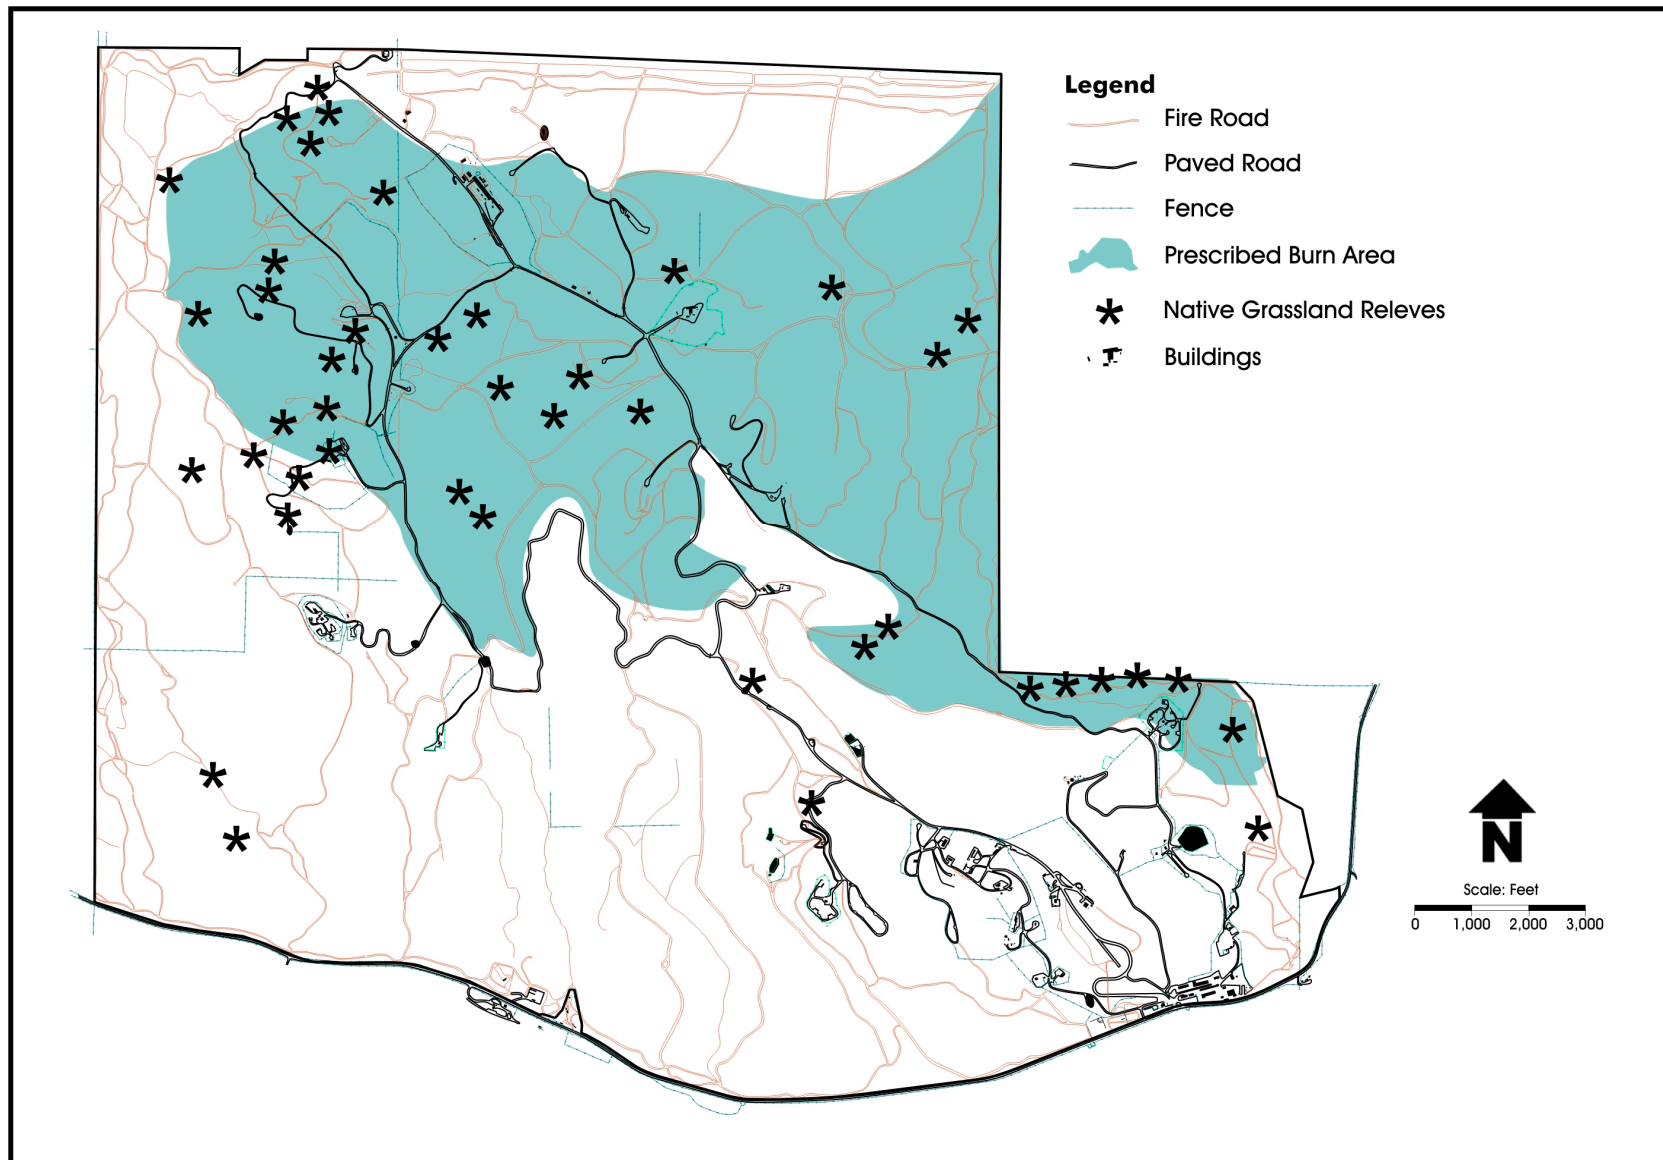 Legend
Fire Road
Paved Road
Fence
Prescribed Burn Area
Native Grassland Releves
Buildings
N
Scale: Feet
0 1,000 2,000 3,000